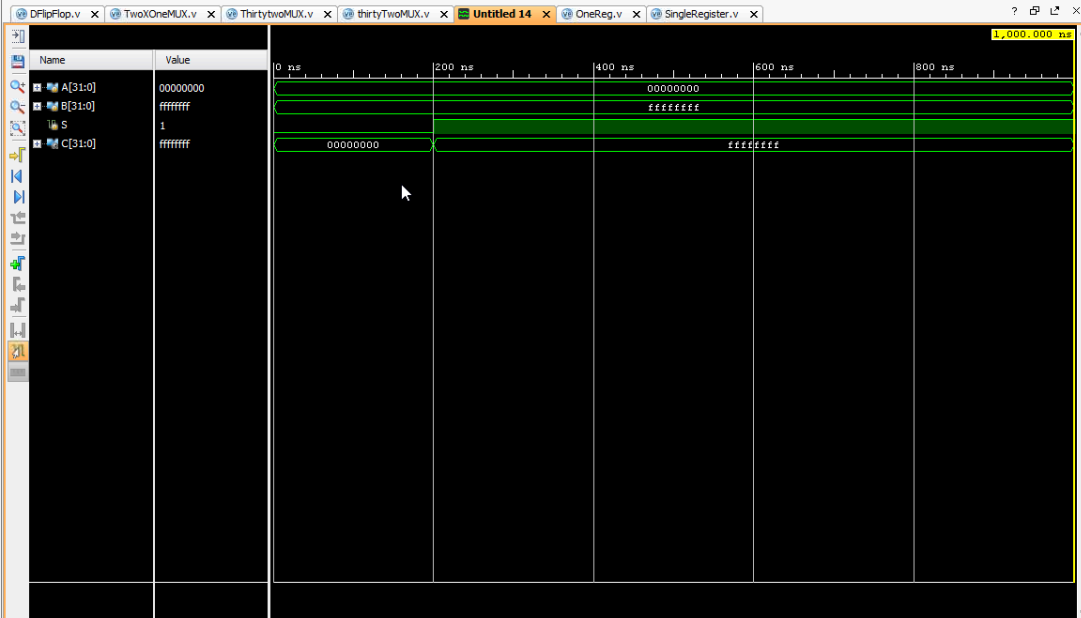 DFlipFlop.v TwoXOneMUX.v ThirtytwoMUX.v thirtyTwoMUX.v Untitled 14 OneReg.v SingleRegister.v ?
1,000.000 ns
Name Value
0 ns 200 ns 400 ns 600 ns 800 ns
A[31:0] 00000000 00000000
B[31:0] ffffffff ffffffff
S 1
C[31:0] ffffffff 00000000 ffffffff